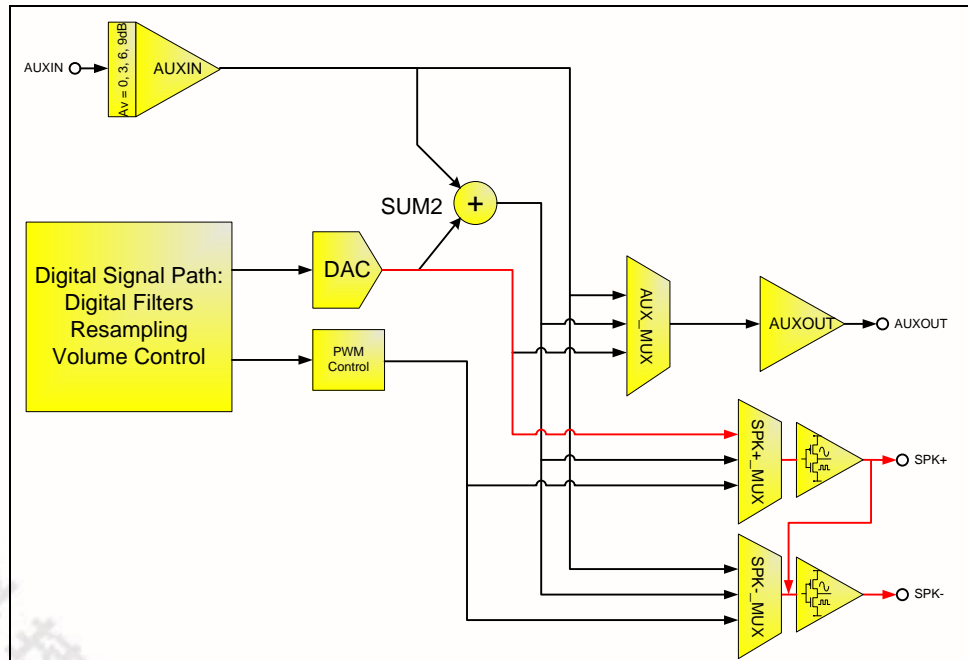 AUXIN
Av = 0, 3, 6, 9dB
AUXIN
SUM2
+
Digital Signal Path:
Digital Filters
Resampling
Volume Control
DAC
PWM
Control
AUX_MUX
AUXOUT
AUXOUT
SPK+_MUX
SPK+
SPK-_MUX
SPK-